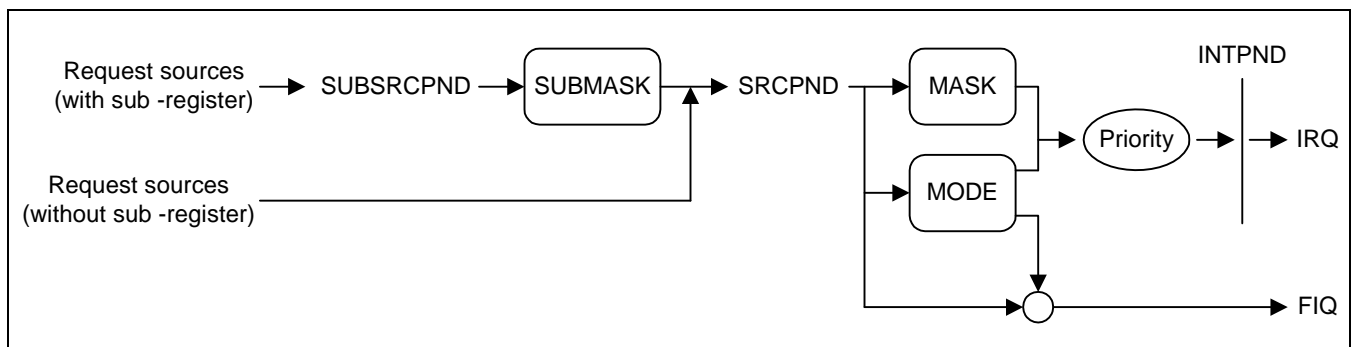 Request sources
(with sub -register)
SUBSRCPND
SUBMASK
SRCPND
MASK
INTPND
Priority
IRQ
Request sources
(without sub -register)
MODE
FIQ